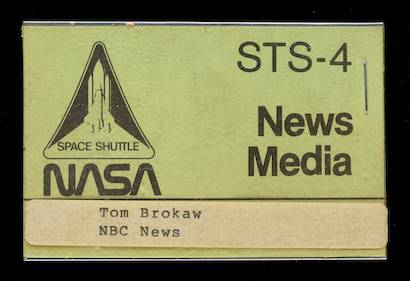 STS-4
SPACE SHUTTLE
NASA
News
Media
Tom Brokaw
NBC News